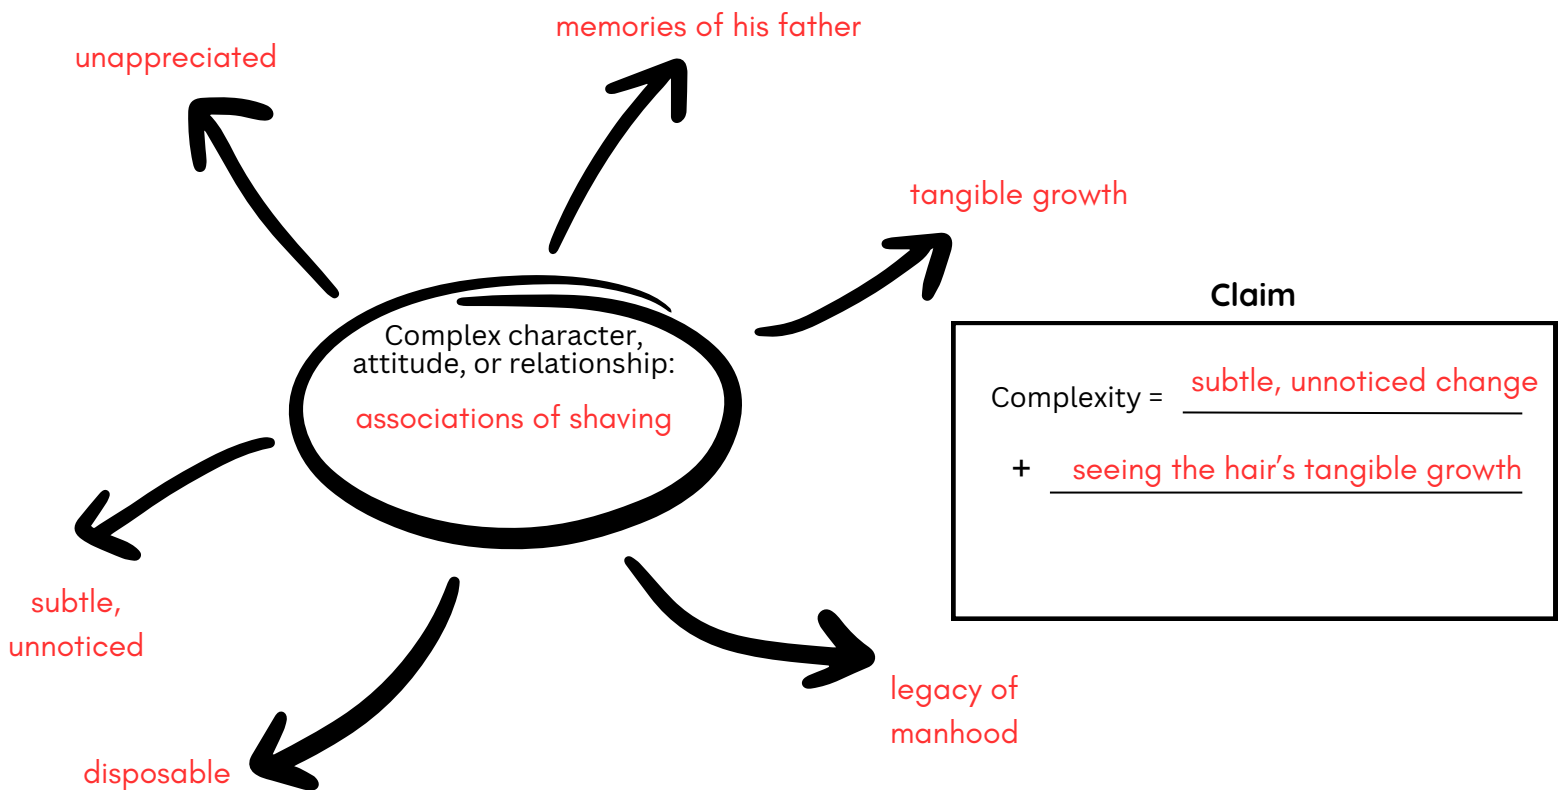 memories of his father
unappreciated
tangible growth
Claim
Complex character,
attitude, or relationship:
associations of shaving
Complexity = subtle, unnoticed change
+ seeing the hair’s tangible growth
subtle,
unnoticed
legacy of
manhood
disposable